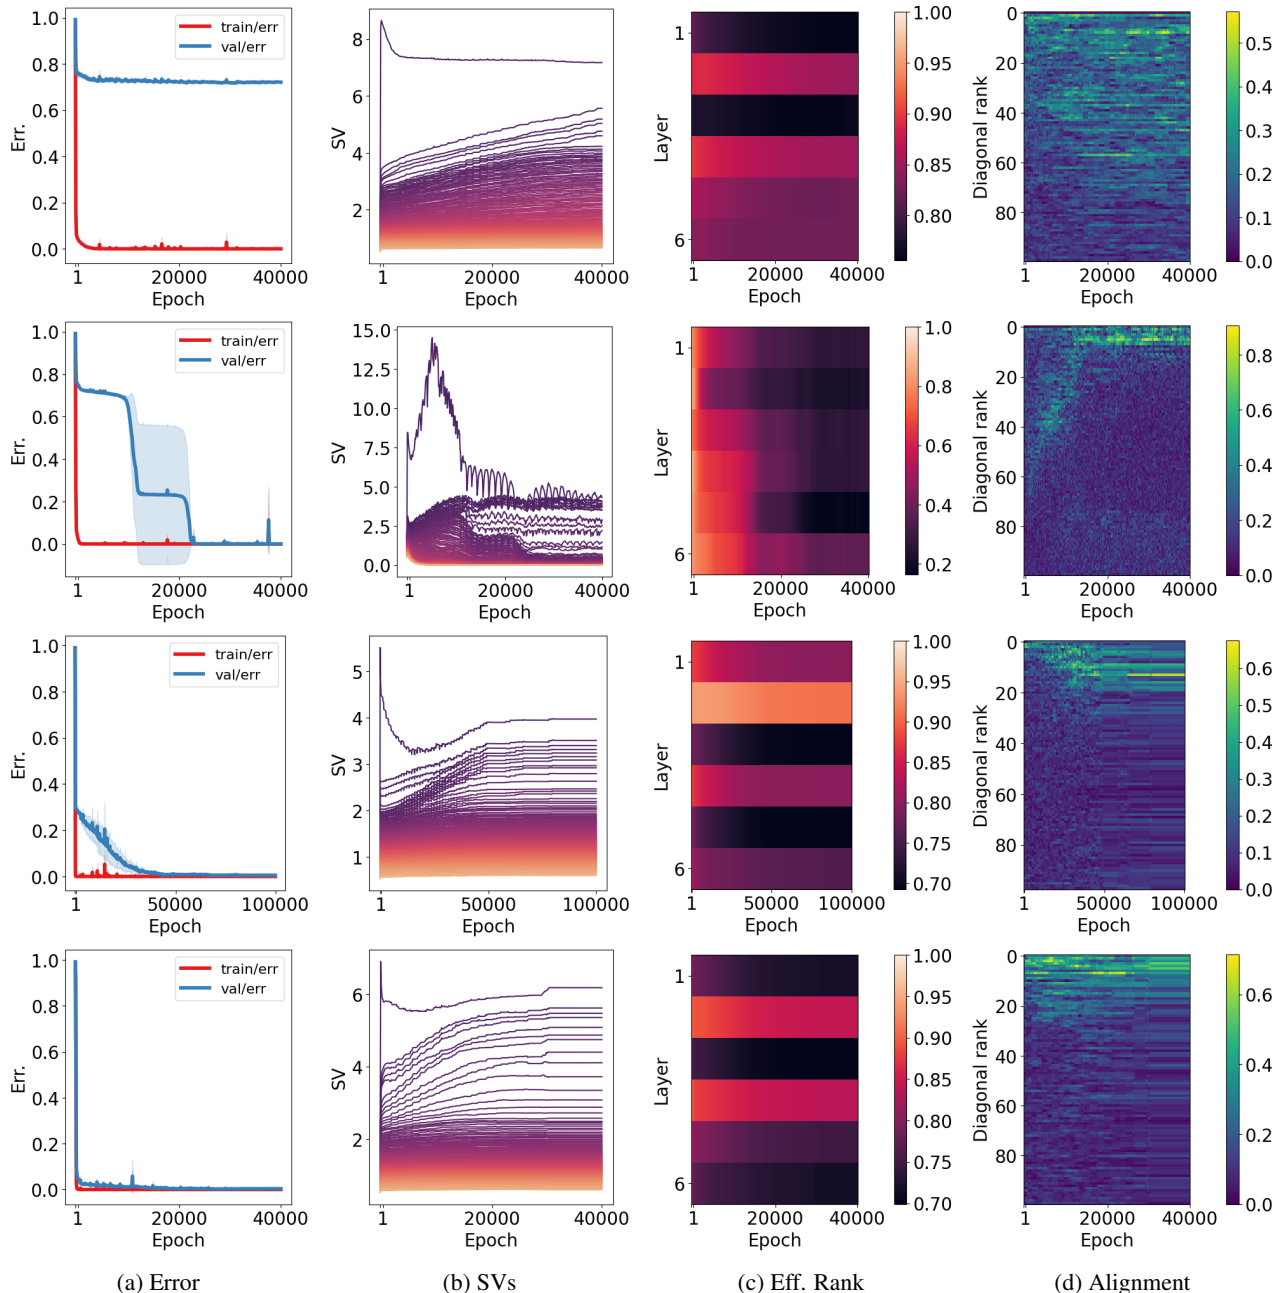 1.0
0.8
0.6
0.4
0.2
0.0
Err.
train/err
val/err
1 20000 40000
Epoch
8
6
4
2
SV
1 20000 40000
Epoch
1
6
Layer
1 20000 40000
Epoch
1.00
0.95
0.90
0.85
0.80
0
20
40
60
80
Diagonal rank
1 20000 40000
Epoch
0.5
0.4
0.3
0.2
0.1
0.0
1.0
0.8
0.6
0.4
0.2
0.0
Err.
train/err
val/err
1 20000 40000
Epoch
15.0
12.5
10.0
7.5
5.0
2.5
0.0
SV
1 20000 40000
Epoch
1
6
Layer
1 20000 40000
Epoch
1.0
0.8
0.6
0.4
0.2
0
20
40
60
80
Diagonal rank
1 20000 40000
Epoch
0.8
0.6
0.4
0.2
0.0
1.0
0.8
0.6
0.4
0.2
0.0
Err.
train/err
val/err
1 50000 100000
Epoch
5
4
3
2
1
SV
1 50000 100000
Epoch
1
6
Layer
1 50000 100000
Epoch
1.00
0.95
0.90
0.85
0.80
0.75
0.70
0
20
40
60
80
Diagonal rank
1 50000 100000
Epoch
0.6
0.5
0.4
0.3
0.2
0.1
0.0
1.0
0.8
0.6
0.4
0.2
0.0
Err.
train/err
val/err
1 20000 40000
Epoch
6
4
2
SV
1 20000 40000
Epoch
1
6
Layer
1 20000 40000
Epoch
1.00
0.95
0.90
0.85
0.80
0.75
0.70
0
20
40
60
80
Diagonal rank
1 20000 40000
Epoch
0.6
0.4
0.2
0.0
(a) Error
(b) SVs
(c) Eff. Rank
(d) Alignment